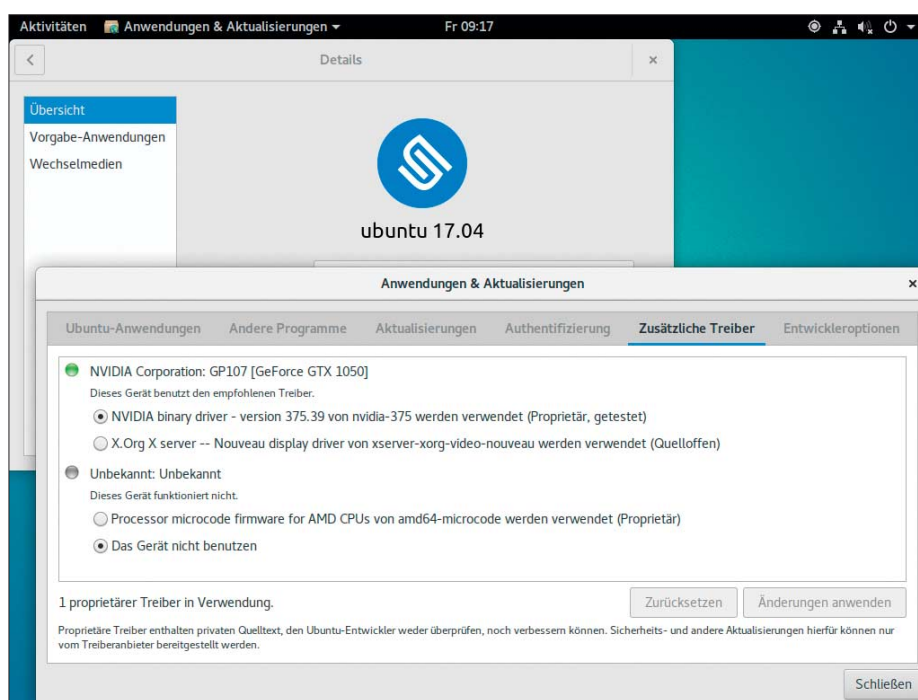 Aktivitäten Anwendungen & Aktualisierungen Fr 09:17
Details
Übersicht
Vorgabe-Anwendungen
Wechselmedien
ubuntu 17.04
Anwendungen & Aktualisierungen
Ubuntu-Anwendungen Andere Programme Aktualisierungen Authentifizierung Zusätzliche Treiber Entwickleroptionen
NVIDIA Corporation: GP107 [GeForce GTX 1050]
Dieses Gerät benutzt den empfohlenen Treiber.
NVIDIA binary driver - version 375.39 von nvidia-375 werden verwendet (Proprietär, getestet)
X.Org X server -- Nouveau display driver von xserver-xorg-video-nouveau werden verwendet (Quelloffen)
Unbekannt: Unbekannt
Dieses Gerät funktioniert nicht.
Processor microcode firmware for AMD CPUs von amd64-microcode werden verwendet (Proprietär)
Das Gerät nicht benutzen
1 proprietärer Treiber in Verwendung.
Zurücksetzen Änderungen anwenden
Proprietäre Treiber enthalten privaten Quelltext, den Ubuntu-Entwickler weder überprüfen, noch verbessern können. Sicherheits- und andere Aktualisierungen hierfür können nur
vom Treiberanbieter bereitgestellt werden.
Schließen